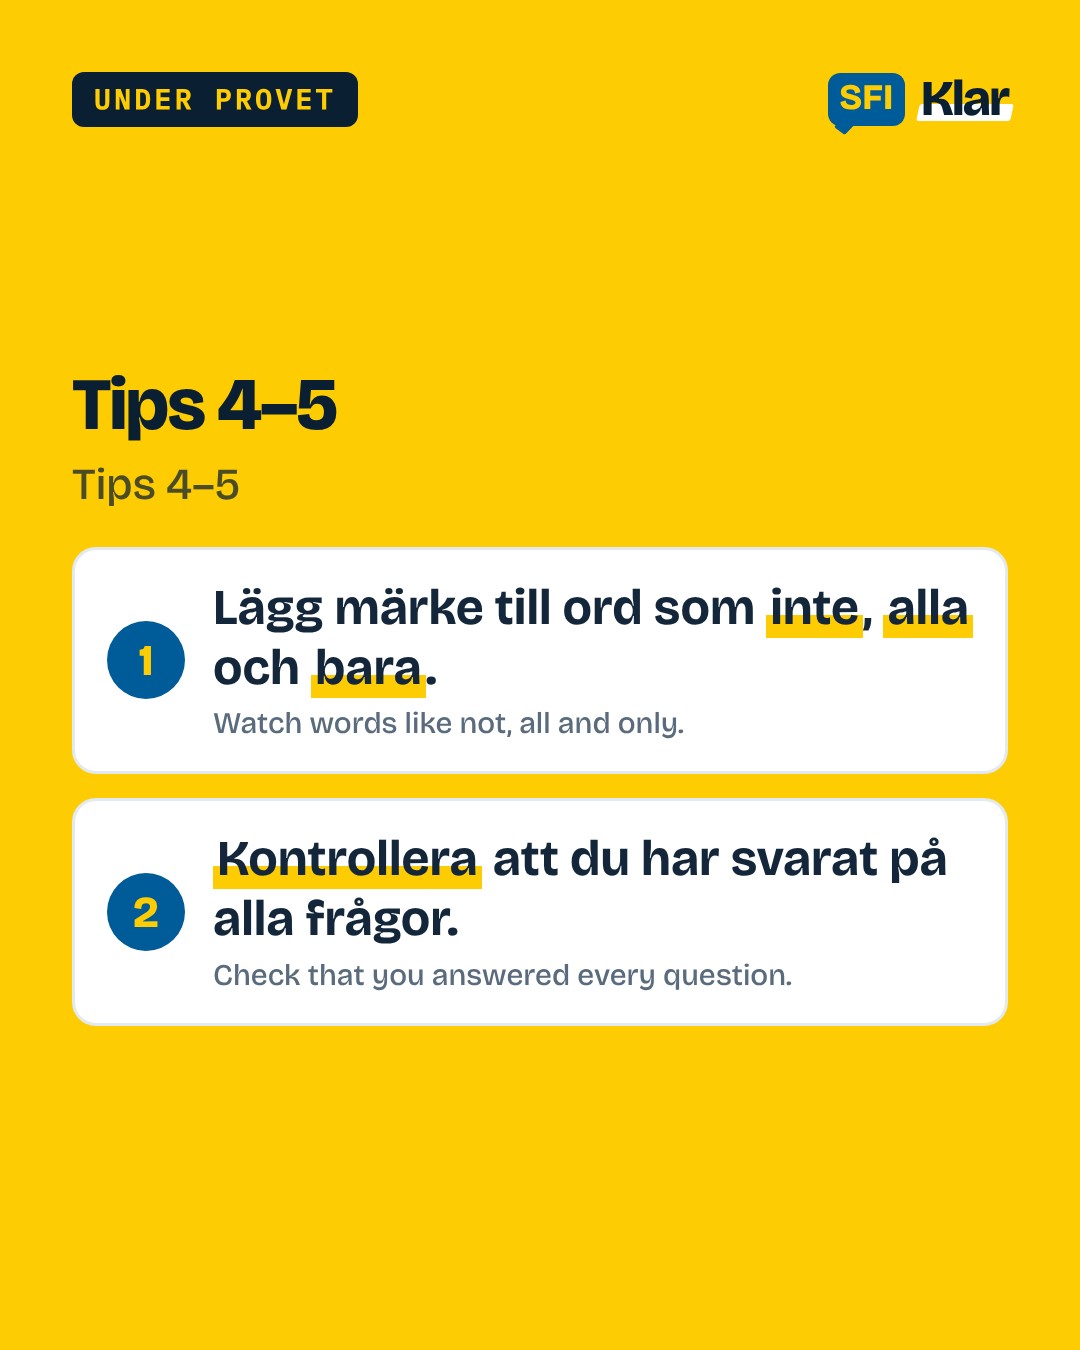 UNDER PROVET
SFI Klar
Tips 4–5
Tips 4–5
1
Lägg märke till ord som inte, alla
och bara.
Watch words like not, all and only.
2
Kontrollera att du har svarat på
alla frågor.
Check that you answered every question.